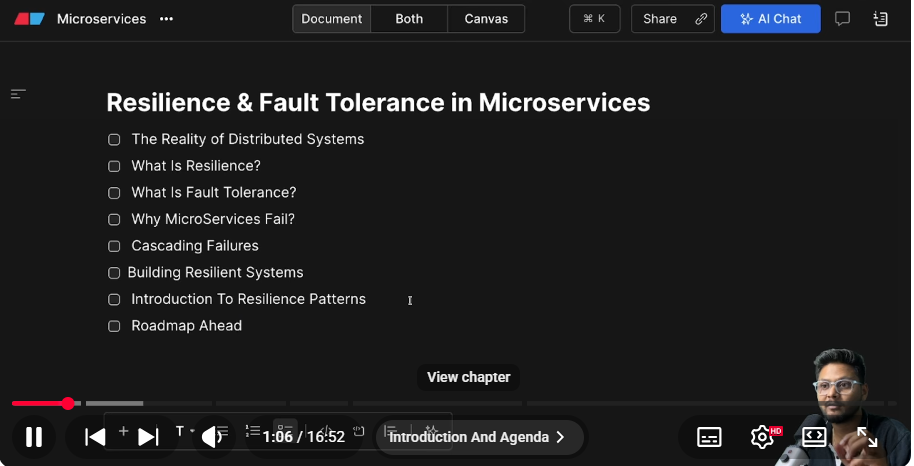 Microservices •••
Document Both Canvas
⌘ K
Share
AI Chat
Resilience & Fault Tolerance in Microservices
The Reality of Distributed Systems
What Is Resilience?
What Is Fault Tolerance?
Why MicroServices Fail?
Cascading Failures
Building Resilient Systems
Introduction To Resilience Patterns
Roadmap Ahead
View chapter
T
1:06 / 16:52
Introduction And Agenda
HD